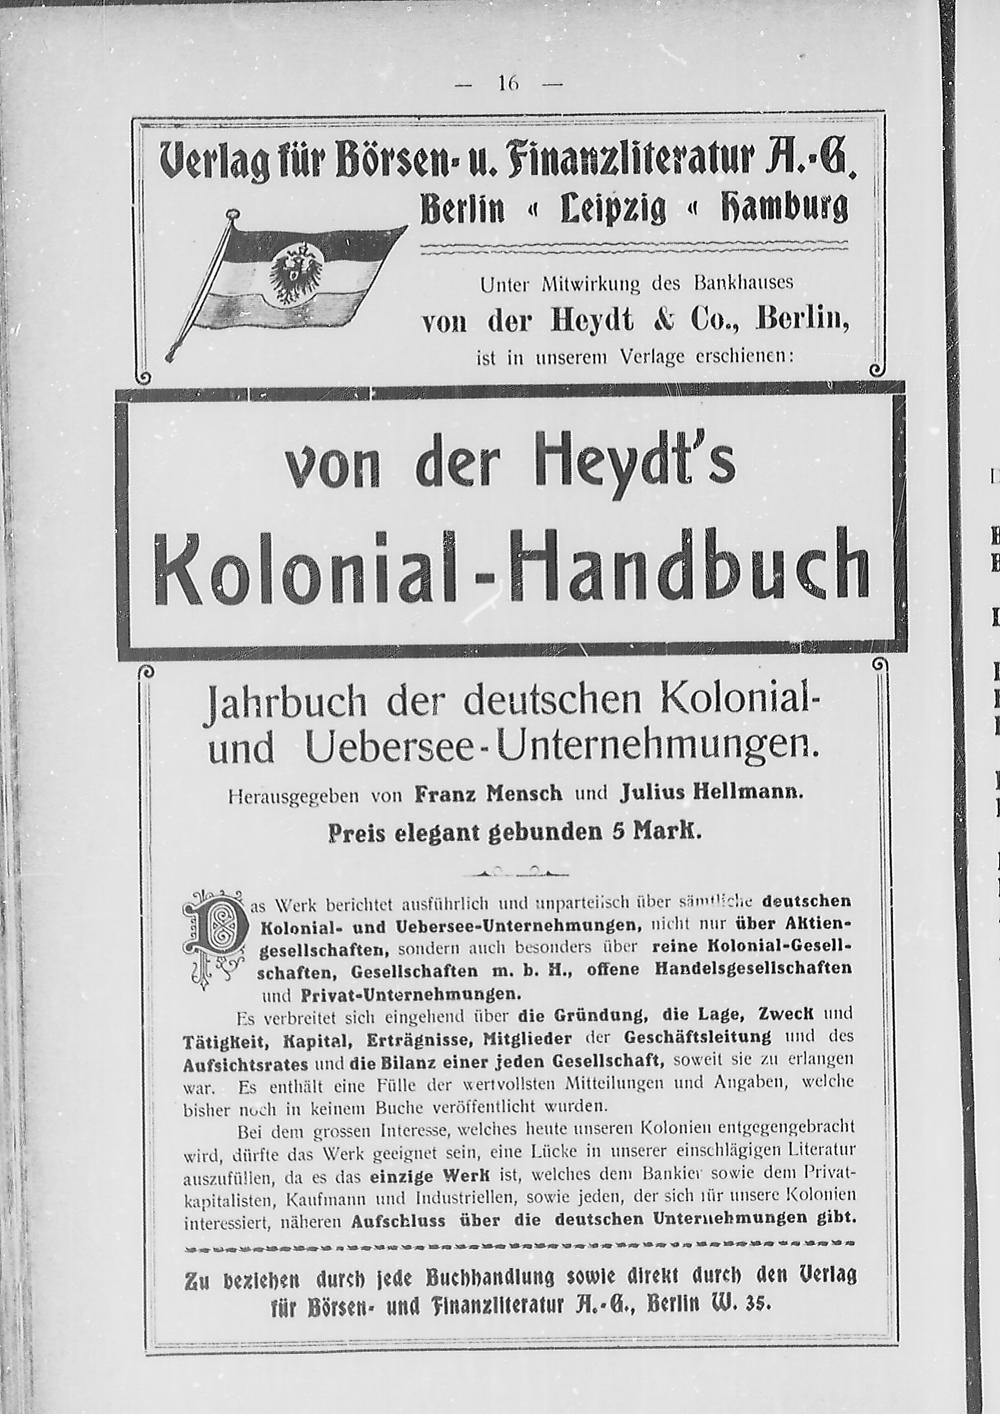 — 16 —
Verlag für Börsen- u. Finanzliteratur A.-G.
Berlin « Leipzig « Hamburg
Unter Mitwirkung des Bankhauses
von der Heydt & Co., Berlin,
ist in unserem Verlage erschienen:
von der Heydt's
Kolonial-Handbuch
Jahrbuch der deutschen Kolonial-
und Uebersee-Unternehmungen.
Herausgegeben von Franz Mensch und Julius Hellmann.
Preis elegant gebunden 5 Mark.
Das Werk berichtet ausführlich und unparteiisch über sämtliche deutschen
Kolonial- und Uebersee-Unternehmungen, nicht nur über Aktien-
gesellschaften, sondern auch besonders über reine Kolonial-Gesell-
schaften, Gesellschaften m. b. H., offene Handelsgesellschaften
und Privat-Unternehmungen.
Es verbreitet sich eingehend über die Gründung, die Lage, Zweck und
Tätigkeit, Kapital, Erträgnisse, Mitglieder der Geschäftsleitung und des
Aufsichtsrates und die Bilanz einer jeden Gesellschaft, soweit sie zu erlangen
war. Es enthält eine Fülle der wertvollsten Mitteilungen und Angaben, welche
bisher noch in keinem Buche veröffentlicht wurden.
Bei dem grossen Interesse, welches heute unseren Kolonien entgegengebracht
wird, dürfte das Werk geeignet sein, eine Lücke in unserer einschlägigen Literatur
auszufüllen, da es das einzige Werk ist, welches dem Bankier sowie dem Privat-
kapitalisten, Kaufmann und Industriellen, sowie jeden, der sich für unsere Kolonien
interessiert, näheren Aufschluss über die deutschen Unternehmungen gibt.
Zu beziehen durch jede Buchhandlung sowie direkt durch den Verlag
für Börsen- und Finanzliteratur A.-G., Berlin W. 35.